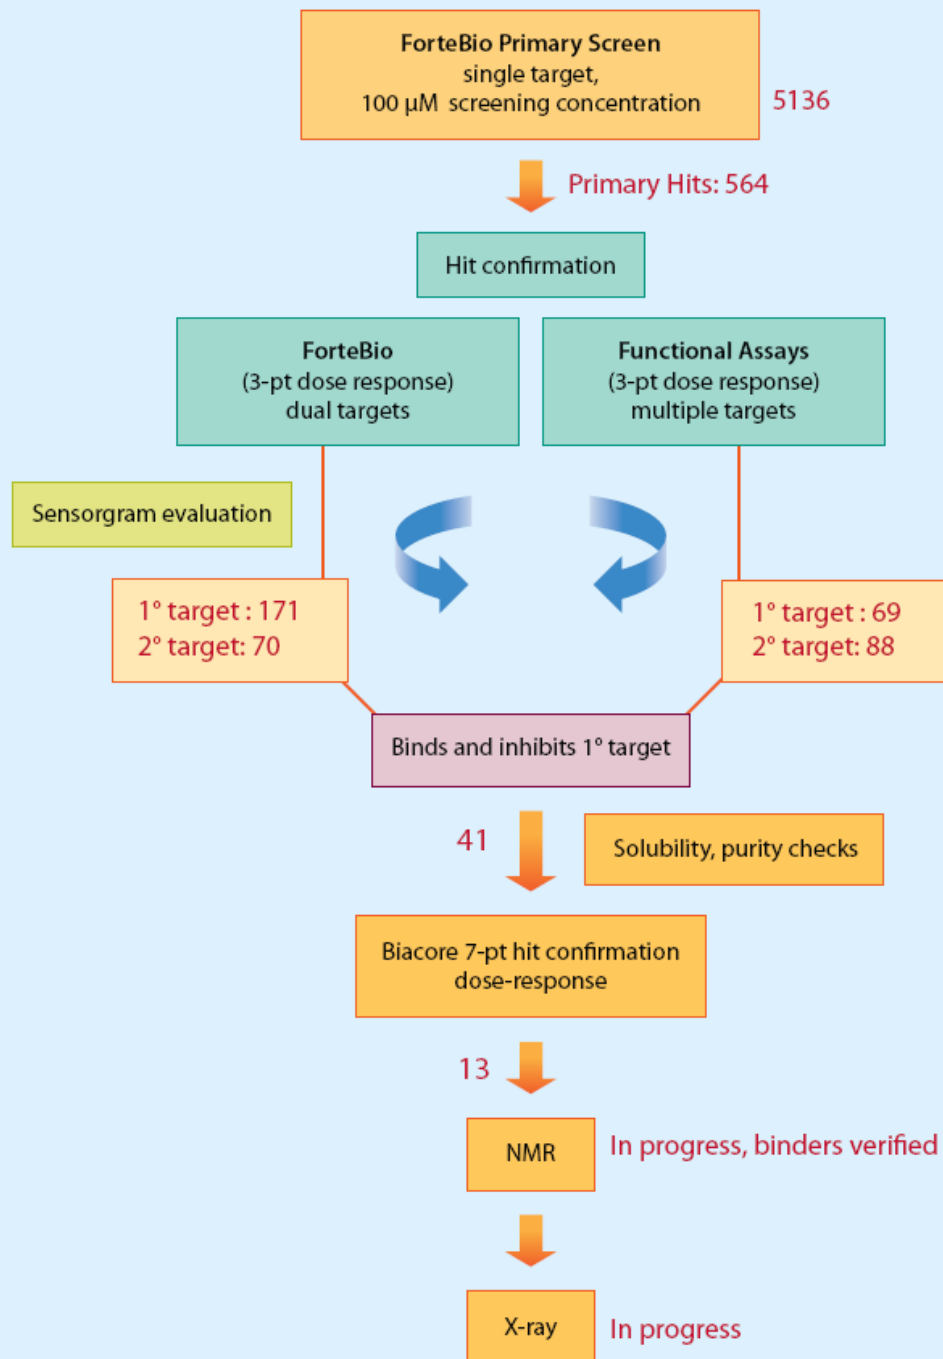 ForteBio Primary Screen
single target,
100 µM screening concentration
5136
Primary Hits: 564
Hit confirmation
ForteBio
(3-pt dose response)
dual targets
Functional Assays
(3-pt dose response)
multiple targets
Sensorgram evaluation
1° target : 171
2° target: 70
1° target : 69
2° target: 88
Binds and inhibits 1° target
41
Solubility, purity checks
Biacore 7-pt hit confirmation
dose-response
13
NMR
In progress, binders verified
X-ray
In progress